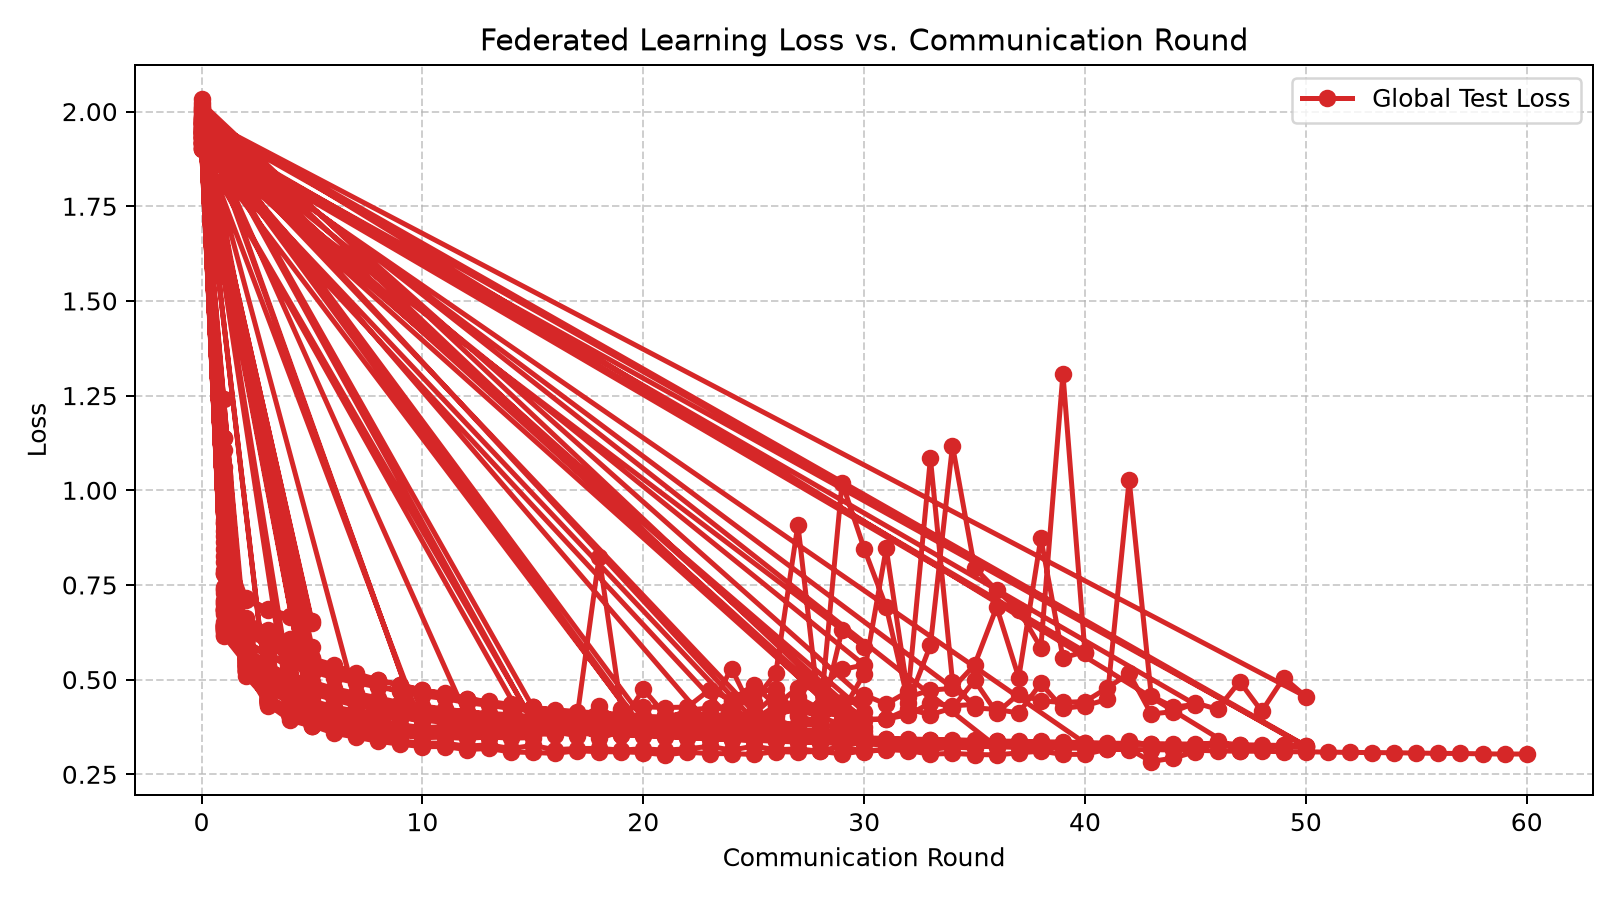 Federated Learning Loss vs. Communication Round
Global Test Loss
2.00
1.75
1.50
1.25
1.00
0.75
0.50
0.25
Loss
0 10 20 30 40 50 60
Communication Round